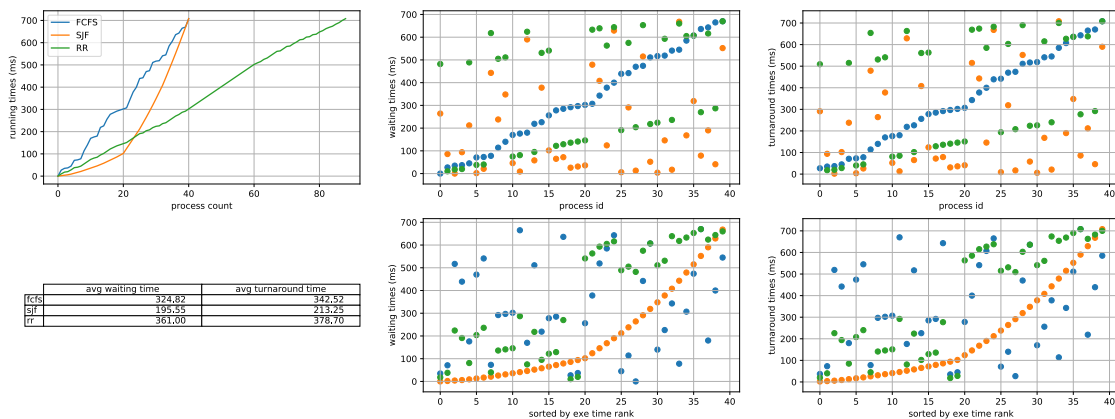 700
600
500
400
300
200
100
0
running times (ms)
FCFS
SJF
RR
0 20 40 60 80
process count
700
600
500
400
300
200
100
0
waiting times (ms)
0 5 10 15 20 25 30 35 40
process id
700
600
500
400
300
200
100
0
turnaround times (ms)
0 5 10 15 20 25 30 35 40
process id
avg waiting time avg turnaround time
fcfs 324.82 342.52
sjf 195.55 213.25
rr 361.00 378.70
700
600
500
400
300
200
100
0
waiting times (ms)
0 5 10 15 20 25 30 35 40
sorted by exe time rank
700
600
500
400
300
200
100
0
turnaround times (ms)
0 5 10 15 20 25 30 35 40
sorted by exe time rank